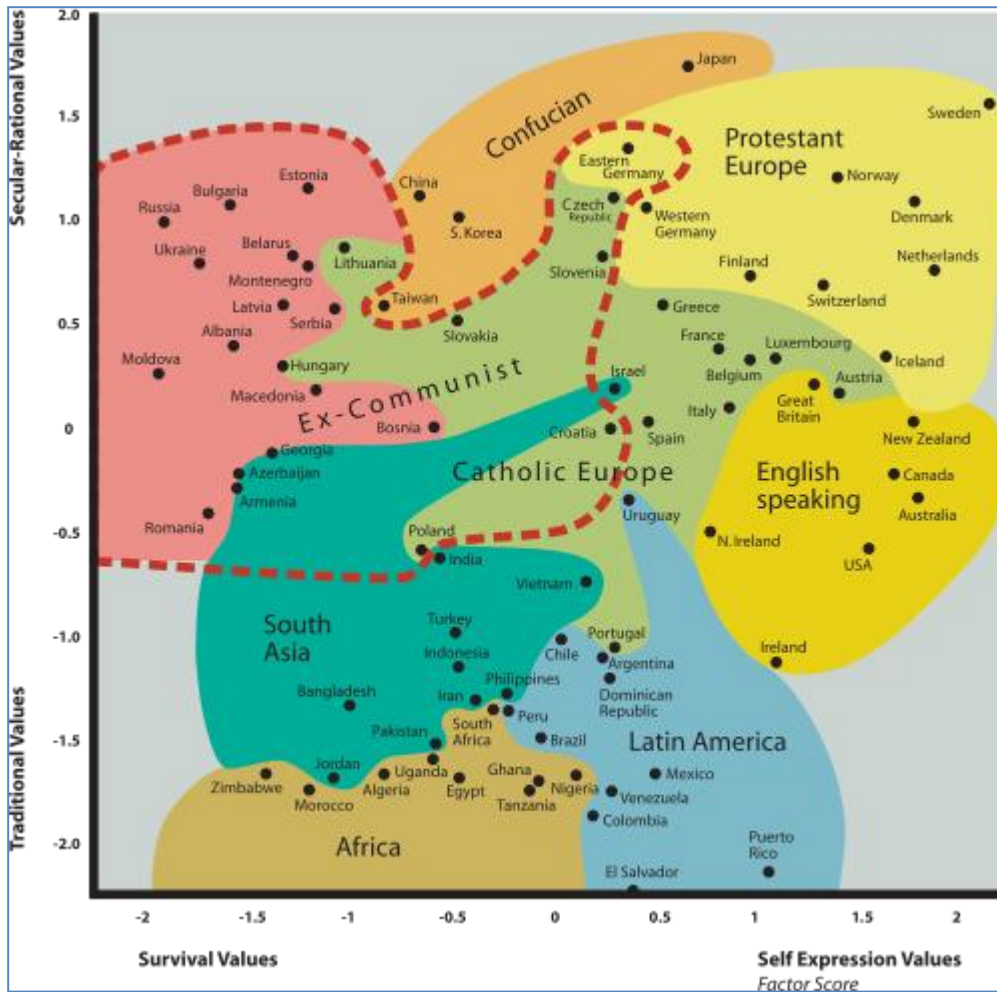 Secular-Rational Values
Traditional Values
2.0
1.5
1.0
0.5
0
-0.5
-1.0
-1.5
-2.0
Japan
Confucian
Sweden
Protestant
Europe
Eastern
Germany
Estonia
China
Norway
Bulgaria
Czech
Republic
Russia
S. Korea
Western
Germany
Denmark
Ukraine
Belarus
Lithuania
Slovenia
Finland
Netherlands
Montenegro
Switzerland
Latvia
Taiwan
Greece
Serbia
Slovakia
Albania
France
Luxembourg
Moldova
Hungary
Israel
Belgium
Iceland
Austria
Macedonia
Ex-Communist
Great
Britain
Italy
Bosnia
Croatia
Spain
New Zealand
Georgia
Catholic Europe
English
speaking
Azerbaijan
Canada
Armenia
Australia
Romania
Uruguay
Poland
N. Ireland
India
USA
Vietnam
South
Asia
Turkey
Portugal
Ireland
Indonesia
Chile
Argentina
Philippines
Dominican
Republic
Bangladesh
Iran
Peru
South
Africa
Pakistan
Brazil
Latin America
Jordan
Uganda
Ghana
Mexico
Zimbabwe
Algeria
Egypt
Nigeria
Morocco
Tanzania
Venezuela
Colombia
Africa
Puerto
Rico
El Salvador
-2
-1.5
-1
-0.5
0
0.5
1
1.5
2
Survival Values
Self Expression Values
Factor Score